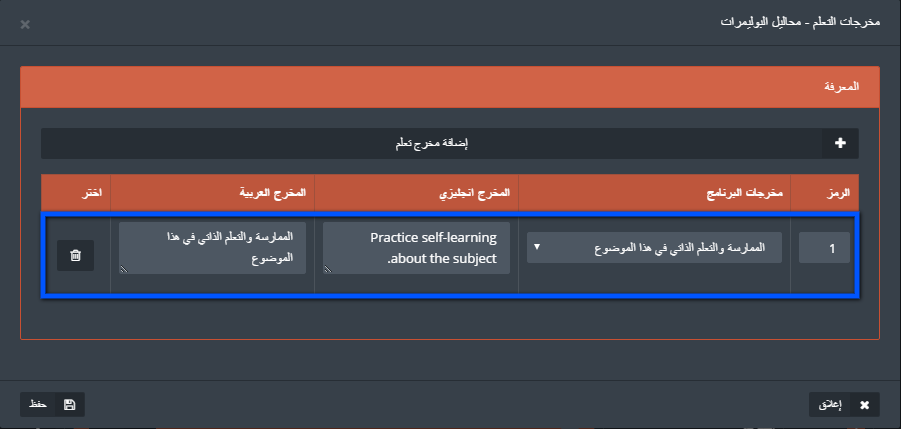 مخرجات التعلم - محاليل البوليمرات
×
المعرفة
إضافة مخرج تعلم
الرمز
مخرجات البرنامج
المخرج انجليزي
المخرج العربية
اختر
1
الممارسة والتعلم الذاتي في هذا الموضوع
Practice self-learning
about the subject.
الممارسة والتعلم الذاتي في هذا
الموضوع
إغلاق
حفظ